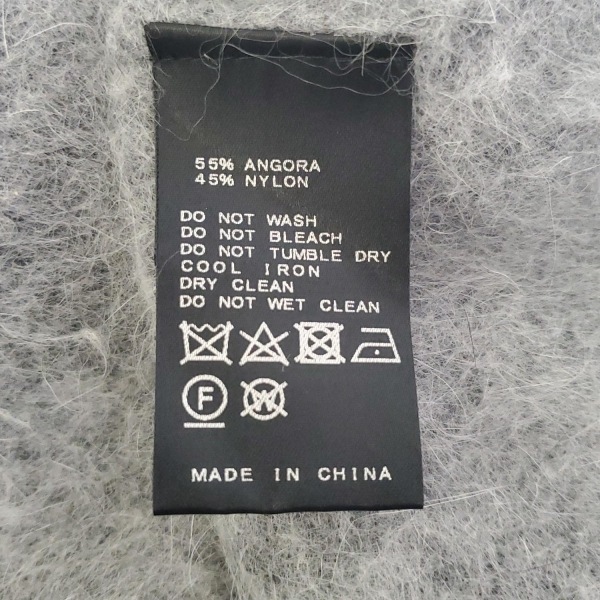 55% ANGORA
45% NYLON
DO NOT WASH
DO NOT BLEACH
DO NOT TUMBLE DRY
COOL IRON
DRY CLEAN
DO NOT WET CLEAN
F W
MADE IN CHINA